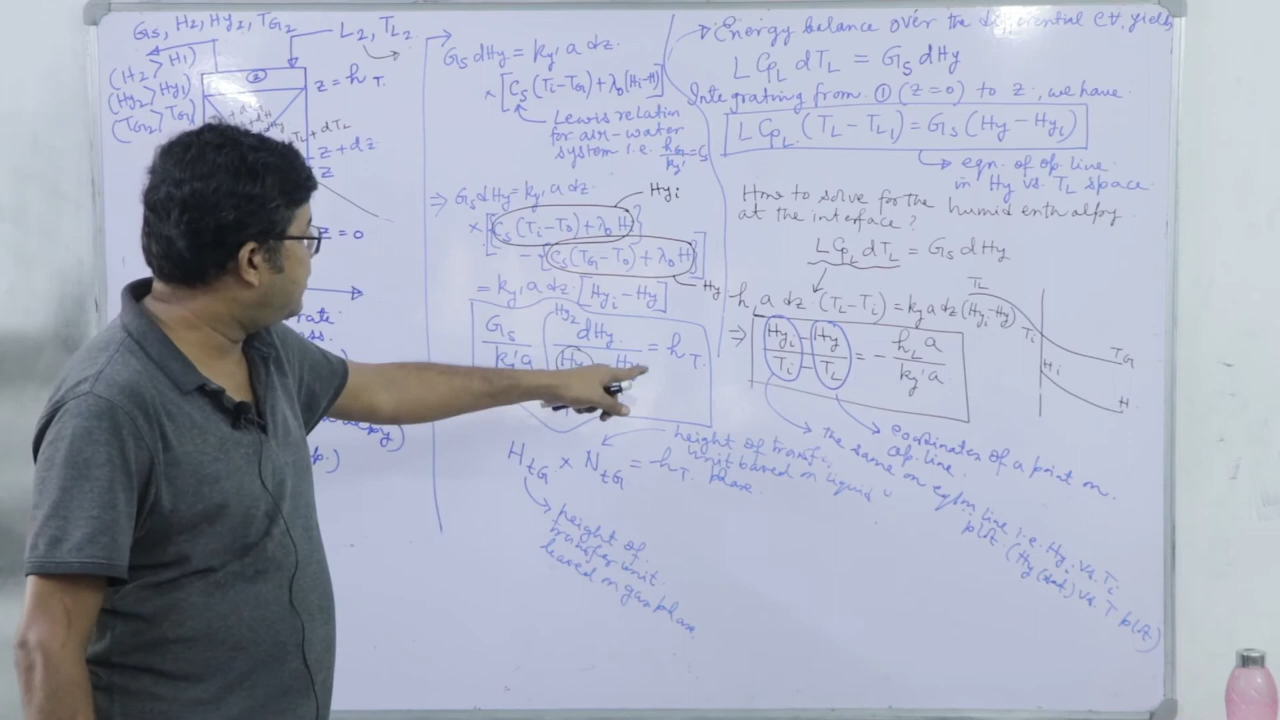 Gs, H2, Hy2, TG2
L2, TL2
(H2 > H1)
(Hy2 > Hy1)
(TG2 > TG1)
②
z = hT.
TL + dTL
z + dz
z
z = 0
rate
ss.
Gs dHy = ky' a dz.
× [Cs (Ti - TG) + λ0 (Hi - H)]
Lewis relation
for air-water
system i.e. hG/ky' = Cs
⇒ Gs dHy = ky' a dz.
Hyi
× [{Cs (Ti - T0) + λ0 H}
- {Cs (TG - T0) + λ0 H}]
Hy
= ky' a dz. [Hyi - Hy]
Gs/ky'a
Hy2
dHy
= hT.
HtG × NtG = hT.
height of
transfer unit
based on gas phase.
height of
unit based on liquid
phase.
Energy balance over the differential CV. yields
L CPL dTL = Gs dHy
Integrating from ① (z=0) to z, we have
L CPL (TL - TL1) = Gs (Hy - Hy1)
eqn. of op. line
in Hy vs. TL space.
How to solve for the humid enthalpy
at the interface?
L CPL dTL = Gs dHy
hL a dz (TL - Ti) = ky a dz (Hyi - Hy)
⇒ (Hyi - Hy)/(Ti - TL) = - hL a/ky'a
TL
Ti
TG
Hi
H
coordinates of a point on
op. line.
the same on eqbm line i.e. Hyi vs. Ti
plot (Hy (sat.) vs. T plot)